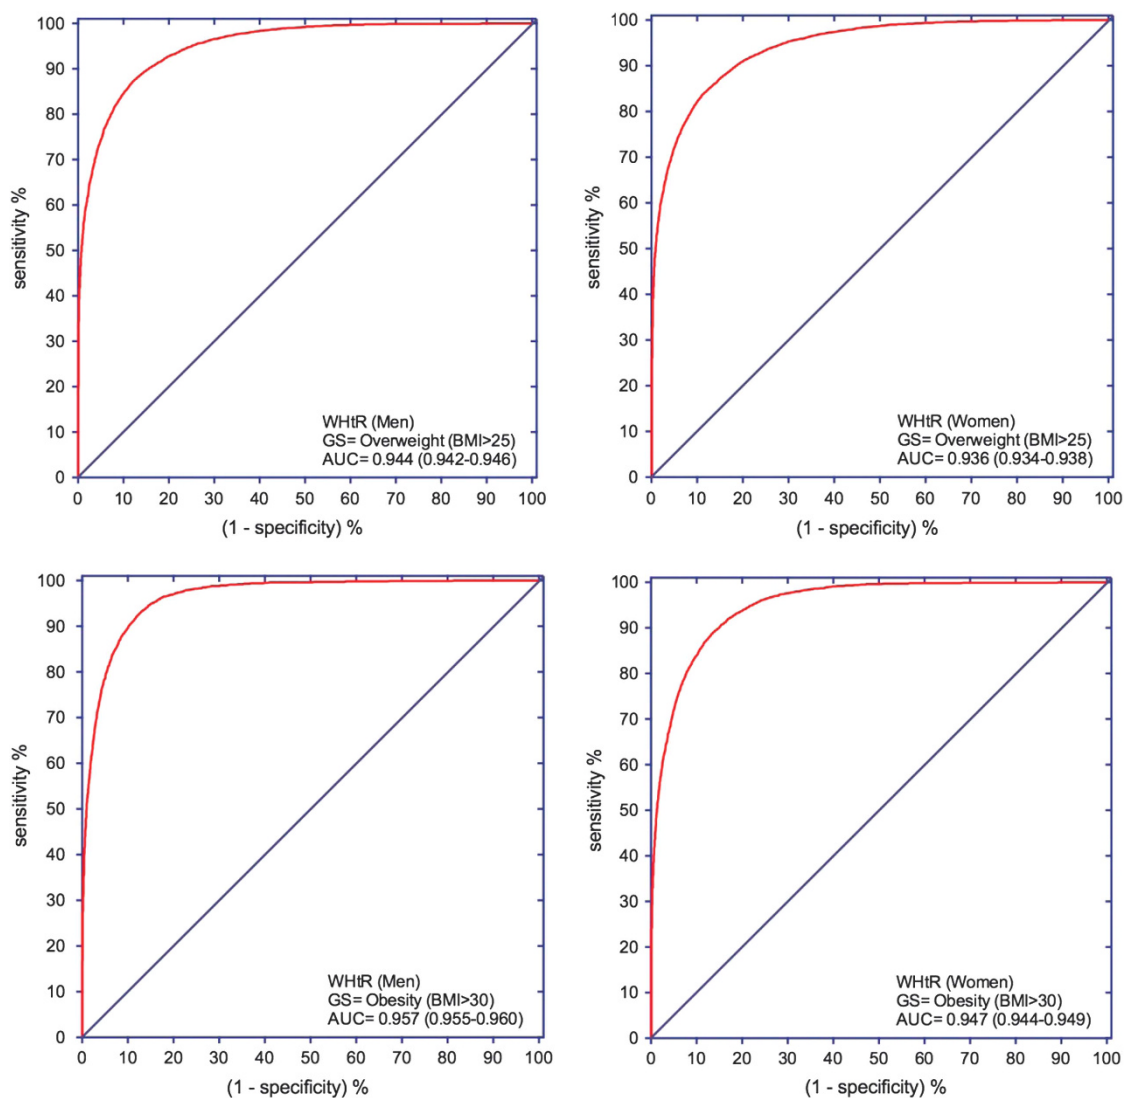 100
90
80
70
60
50
40
30
20
10
0
sensitivity %
WHtR (Men)
GS= Overweight (BMI>25)
AUC= 0.944 (0.942-0.946)
0 10 20 30 40 50 60 70 80 90 100
(1 - specificity) %
100
90
80
70
60
50
40
30
20
10
0
sensitivity %
WHtR (Women)
GS= Overweight (BMI>25)
AUC= 0.936 (0.934-0.938)
0 10 20 30 40 50 60 70 80 90 100
(1 - specificity) %
100
90
80
70
60
50
40
30
20
10
0
sensitivity %
WHtR (Men)
GS= Obesity (BMI>30)
AUC= 0.957 (0.955-0.960)
0 10 20 30 40 50 60 70 80 90 100
(1 - specificity) %
100
90
80
70
60
50
40
30
20
10
0
sensitivity %
WHtR (Women)
GS= Obesity (BMI>30)
AUC= 0.947 (0.944-0.949)
0 10 20 30 40 50 60 70 80 90 100
(1 - specificity) %